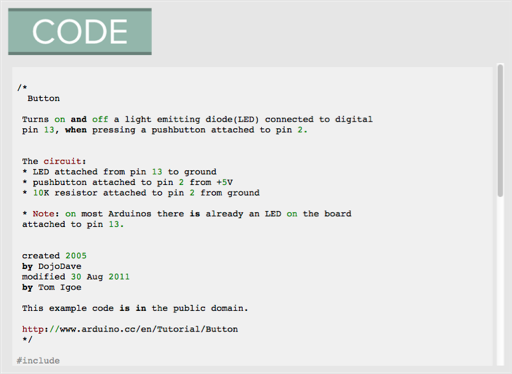 CODE
/*
Button
Turns on and off a light emitting diode(LED) connected to digital
pin 13, when pressing a pushbutton attached to pin 2.
The circuit:
* LED attached from pin 13 to ground
* pushbutton attached to pin 2 from +5V
* 10K resistor attached to pin 2 from ground
* Note: on most Arduinos there is already an LED on the board
attached to pin 13.
created 2005
by DojoDave
modified 30 Aug 2011
by Tom Igoe
This example code is in the public domain.
http://www.arduino.cc/en/Tutorial/Button
*/
#include